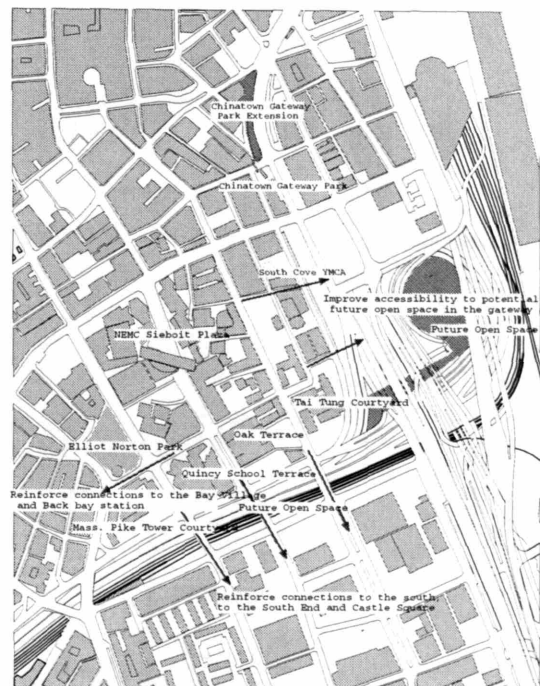 Chinatown Gateway
Park Extension
Chinatown Gateway Park
South Cove YMCA
Improve accessibility to potential
future open space in the gateway
Future Open Space
NEMC Sieboit Plaza
Tai Tung Courtyard
Oak Terrace
Elliot Norton Park
Quincy School Terrace
Reinforce connections to the Bay Village
and Back bay station
Future Open Space
Mass. Pike Tower Courtyard
Reinforce connections to the south,
to the South End and Castle Square